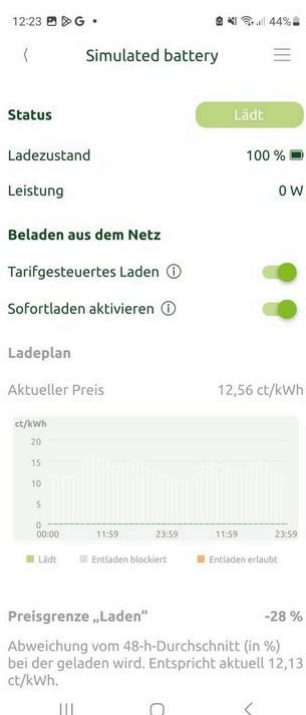 12:23 G • 44%
Simulated battery
Status Lädt
Ladezustand 100 %
Leistung 0 W
Beladen aus dem Netz
Tarifgesteuertes Laden
Sofortladen aktivieren
Ladeplan
Aktueller Preis 12,56 ct/kWh
ct/kWh
20
15
10
5
0
00:00 11:59 23:59 11:59 23:59
Lädt Entladen blockiert Entladen erlaubt
Preisgrenze „Laden“ -28 %
Abweichung vom 48-h-Durchschnitt (in %)
bei der geladen wird. Entspricht aktuell 12,13
ct/kWh.